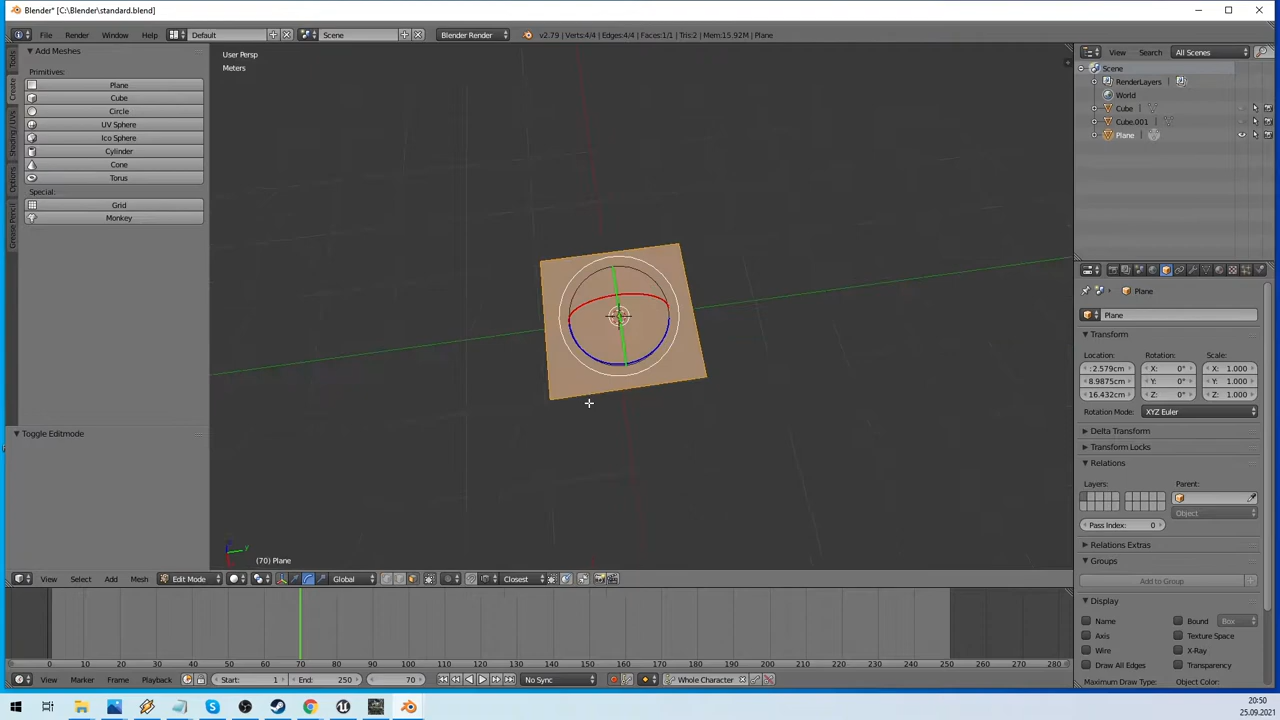 Blender* [C:\Blender\standard.blend]
File Render Window Help Default Scene Blender Render v2.79 | Verts:4/4 | Edges:4/4 | Faces:1/1 | Tris:2 | Mem:15.92M | Plane
Add Meshes
Primitives:
Plane
Cube
Circle
UV Sphere
Ico Sphere
Cylinder
Cone
Torus
Special:
Grid
Monkey
Tools
Create
Shading / UVs
Options
Grease Pencil
Toggle Editmode
User Persp
Meters
(70) Plane
View Search All Scenes
Scene
RenderLayers
World
Cube
Cube.001
Plane
Plane
Plane
Transform
Location: Rotation: Scale:
:2.579cm X: 0° X: 1.000
8.9875cm Y: 0° Y: 1.000
16.432cm Z: 0° Z: 1.000
Rotation Mode: XYZ Euler
Delta Transform
Transform Locks
Relations
Layers: Parent:
Object
Pass Index: 0
Relations Extras
Groups
Add to Group
Display
Name Bound Box
Axis Texture Space
Wire X-Ray
Draw All Edges Transparency
Maximum Draw Type: Object Color:
View Select Add Mesh Edit Mode Global Closest
0 10 20 30 40 50 60 70 80 90 100 110 120 130 140 150 160 170 180 190 200 210 220 230 240 250 260 270 280
View Marker Frame Playback Start: 1 End: 250 70 No Sync Whole Character
20:50
25.09.2021